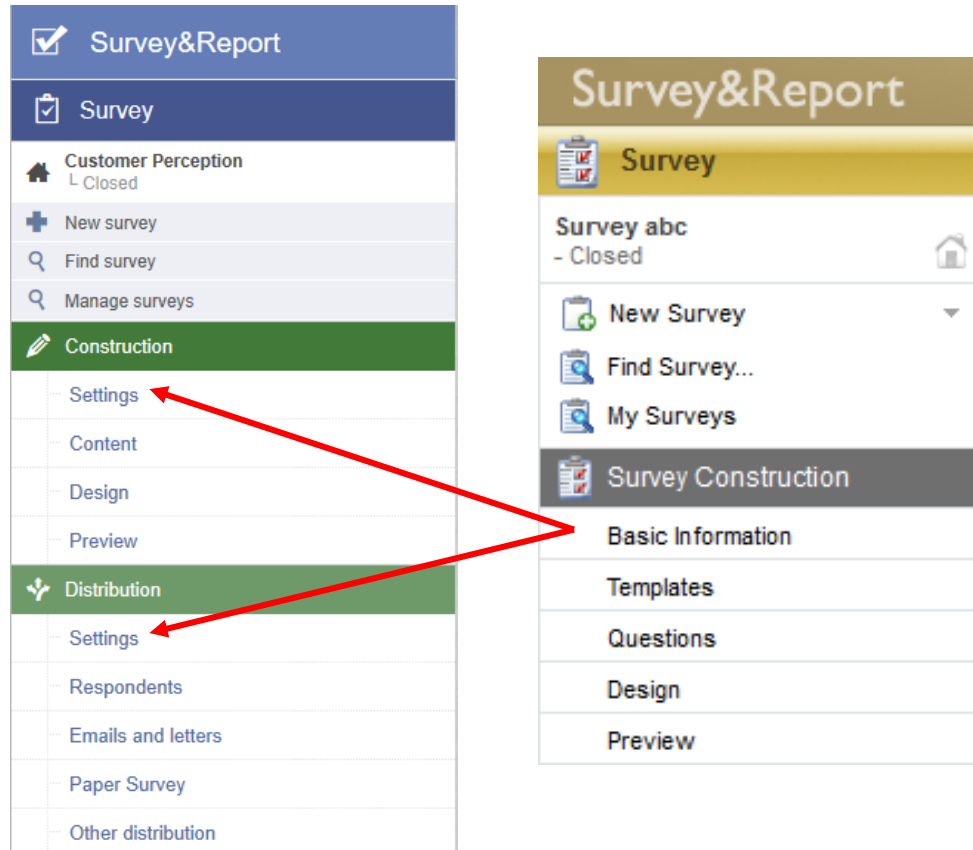 Survey&Report
Survey
Customer Perception
└ Closed
New survey
Find survey
Manage surveys
Construction
Settings
Content
Design
Preview
Distribution
Settings
Respondents
Emails and letters
Paper Survey
Other distribution
Survey&Report
Survey
Survey abc
- Closed
New Survey
Find Survey...
My Surveys
Survey Construction
Basic Information
Templates
Questions
Design
Preview